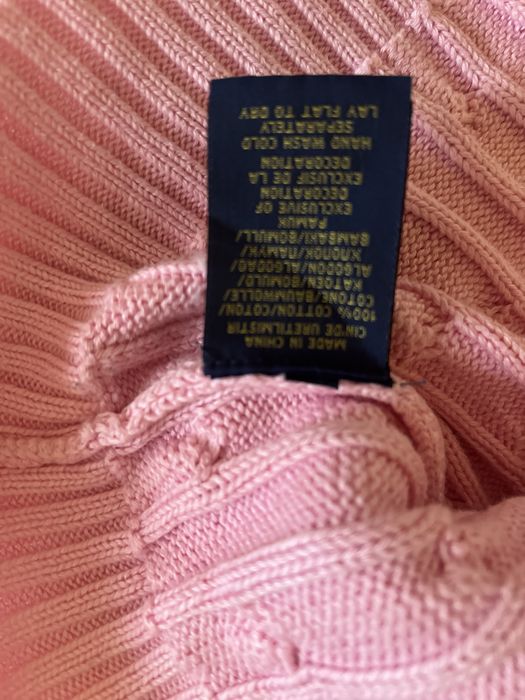 MADE IN CHINA
CIN'DE URETILMISTIR
100% COTTON/COTON/
COTONE/BAUMWOLLE/
KATOEN/BOMULD/
ALGODON/ALGODAO/
ХЛОПОК/ПАМУК/
BAMBAKI/BOMULL/
PAMUK
EXCLUSIVE OF
DECORATION
EXCLUSIF DE LA
DECORATION
HAND WASH COLD
SEPARATELY
LAY FLAT TO DRY